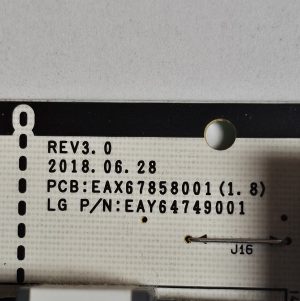 REV3.0
2018.06.28
PCB:EAX67858001(1.8)
LG P/N:EAY64749001
J16